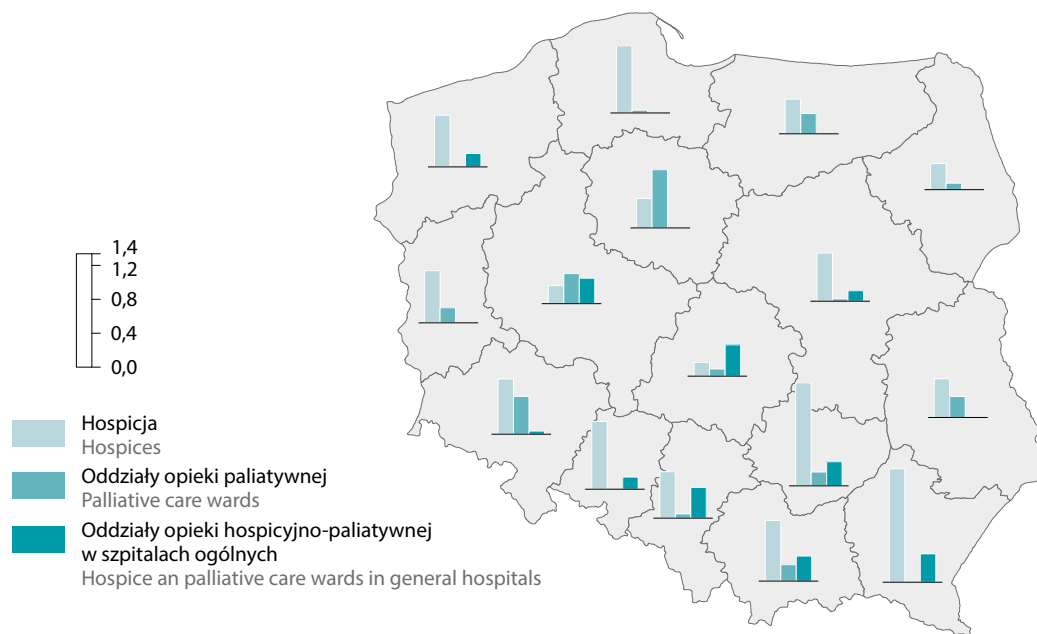 1,4
1,2
0,8
0,4
0,0
Hospicja
Hospices
Oddziały opieki paliatywnej
Palliative care wards
Oddziały opieki hospicyjno-paliatywnej
w szpitalach ogólnych
Hospice an palliative care wards in general hospitals